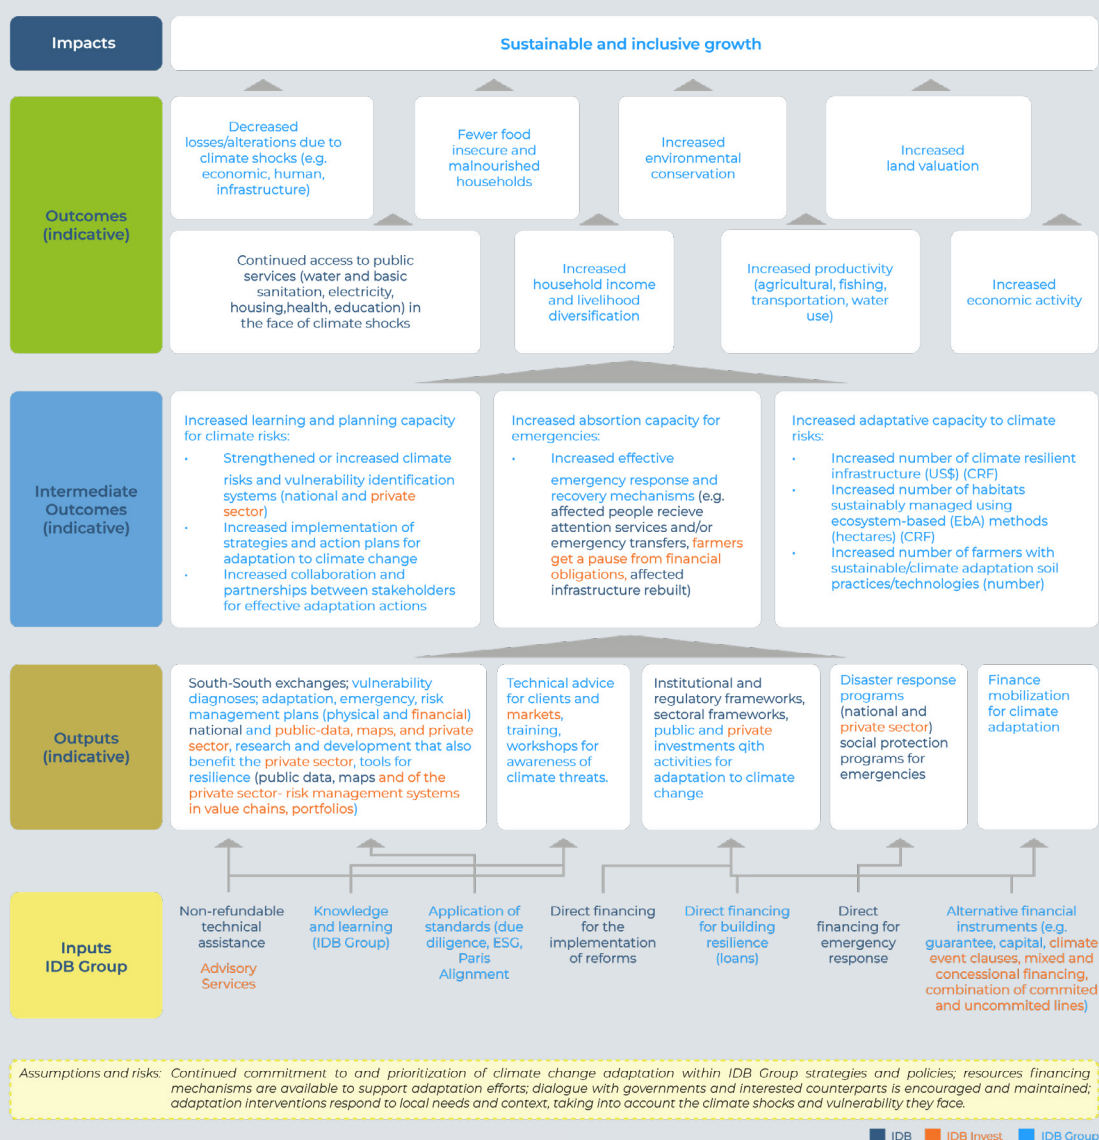 Impacts
Sustainable and inclusive growth
Outcomes
(indicative)
Decreased
losses/alterations due to
climate shocks (e.g.
economic, human,
infrastructure)
Fewer food
insecure and
malnourished
households
Increased
environmental
conservation
Increased
land valuation
Continued access to public
services (water and basic
sanitation, electricity,
housing,health, education) in
the face of climate shocks
Increased
household income
and livelihood
diversification
Increased productivity
(agricultural, fishing,
transportation, water
use)
Increased
economic activity
Intermediate
Outcomes
(indicative)
Increased learning and planning capacity
for climate risks:
· Strengthened or increased climate
risks and vulnerability identification
systems (national and private
sector)
· Increased implementation of
strategies and action plans for
adaptation to climate change
· Increased collaboration and
partnerships between stakeholders
for effective adaptation actions
Increased absortion capacity for
emergencies:
· Increased effective
emergency response and
recovery mechanisms (e.g.
affected people recieve
attention services and/or
emergency transfers, farmers
get a pause from financial
obligations, affected
infrastructure rebuilt)
Increased adaptative capacity to climate
risks:
· Increased number of climate resilient
infrastructure (US$) (CRF)
· Increased number of habitats
sustainably managed using
ecosystem-based (EbA) methods
(hectares) (CRF)
· Increased number of farmers with
sustainable/climate adaptation soil
practices/technologies (number)
Outputs
(indicative)
South-South exchanges; vulnerability
diagnoses; adaptation, emergency, risk
management plans (physical and financial)
national and public-data, maps, and private
sector, research and development that also
benefit the private sector, tools for
resilience (public data, maps and of the
private sector- risk management systems
in value chains, portfolios)
Technical advice
for clients and
markets,
training,
workshops for
awareness of
climate threats.
Institutional and
regulatory frameworks,
sectoral frameworks,
public and private
investments qith
activities for
adaptation to climate
change
Disaster response
programs
(national and
private sector)
social protection
programs for
emergencies
Finance
mobilization
for climate
adaptation
Inputs
IDB Group
Non-refundable
technical
assistance
Advisory
Services
Knowledge
and learning
(IDB Group)
Application of
standards (due
diligence, ESG,
Paris
Alignment
Direct financing
for the
implementation
of reforms
Direct financing
for building
resilience
(loans)
Direct
financing for
emergency
response
Alternative financial
instruments (e.g.
guarantee, capital, climate
event clauses, mixed and
concessional financing,
combination of commited
and uncommited lines)
Assumptions and risks: Continued commitment to and prioritization of climate change adaptation within IDB Group strategies and policies; resources financing
mechanisms are available to support adaptation efforts; dialogue with governments and interested counterparts is encouraged and maintained;
adaptation interventions respond to local needs and context, taking into account the climate shocks and vulnerability they face.
IDB IDB Invest IDB Group